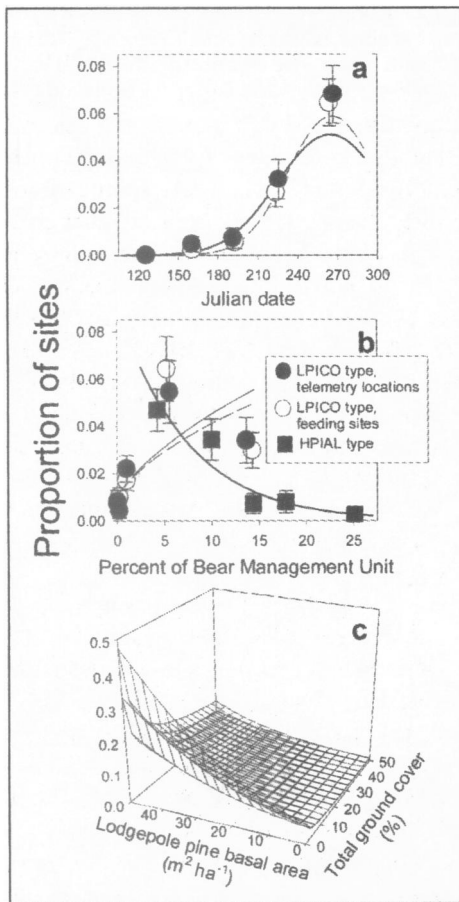 a
0.08
0.06
0.04
0.02
0.00
120 150 180 210 240 270 300
Julian date
Proportion of sites
b
0.08
0.06
0.04
0.02
0.00
LPICO type,
telemetry locations
LPICO type,
feeding sites
HPIAL type
0 5 10 15 20 25
Percent of Bear Management Unit
c
0.5
0.4
0.3
0.2
0.1
0.0
40 30 20 10 0
Lodgepole pine basal area
(m² ha⁻¹)
50
40
30
20
10
0
Total ground cover
(%)